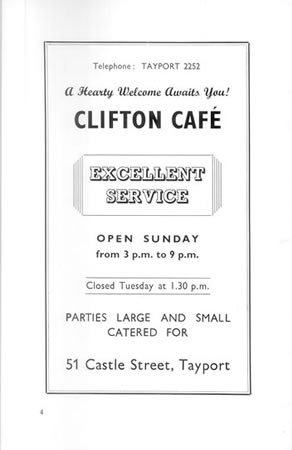 Telephone: TAYPORT 2252
A Hearty Welcome Awaits You!
CLIFTON CAFÉ
EXCELLENT
SERVICE
OPEN SUNDAY
from 3 p.m. to 9 p.m.
Closed Tuesday at 1.30 p.m.
PARTIES LARGE AND SMALL
CATERED FOR
51 Castle Street, Tayport
4